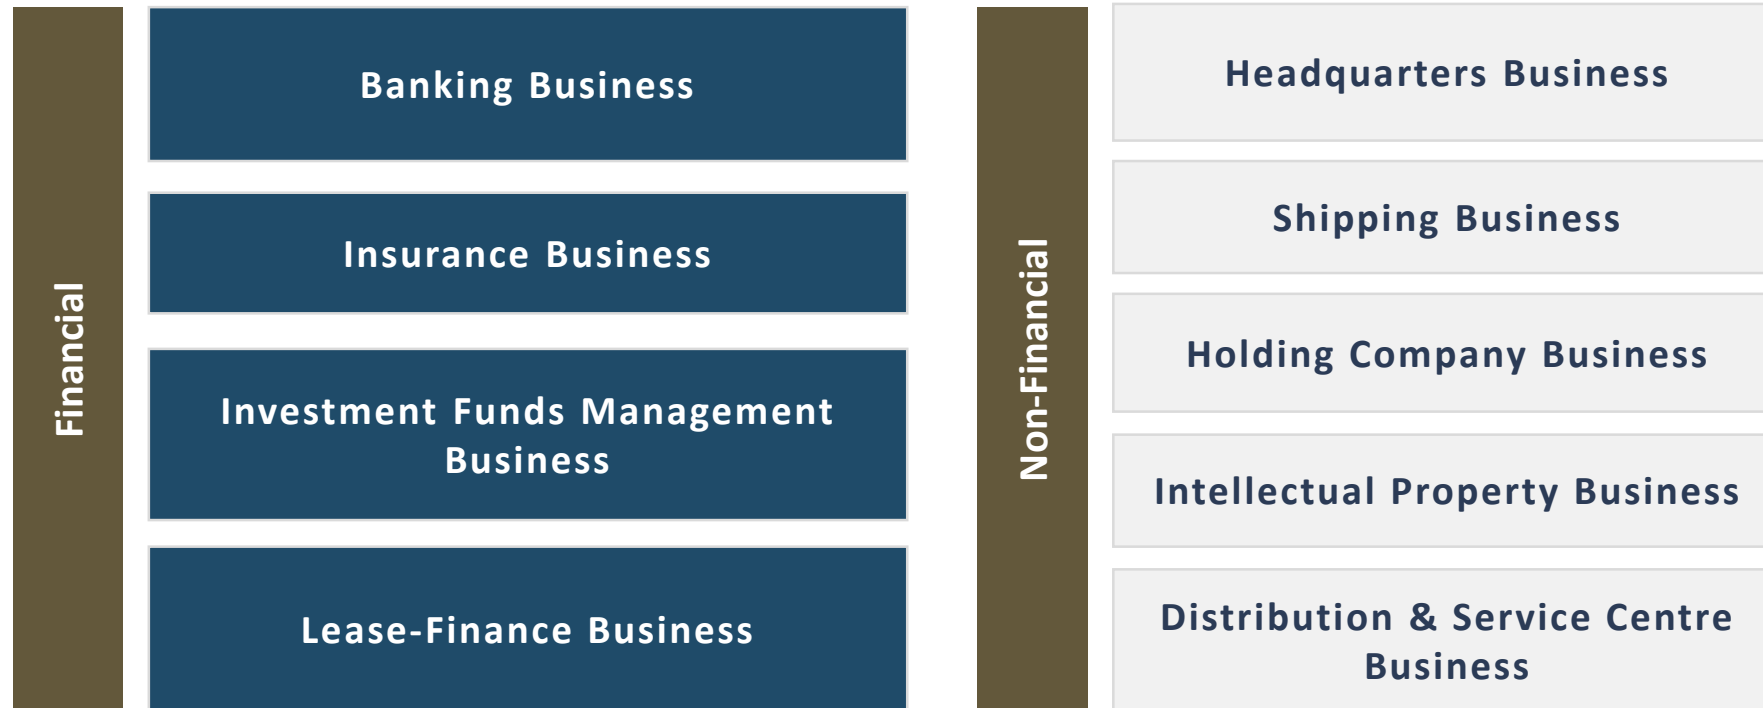 Financial
Banking Business
Insurance Business
Investment Funds Management
Business
Lease-Finance Business
Non-Financial
Headquarters Business
Shipping Business
Holding Company Business
Intellectual Property Business
Distribution & Service Centre
Business